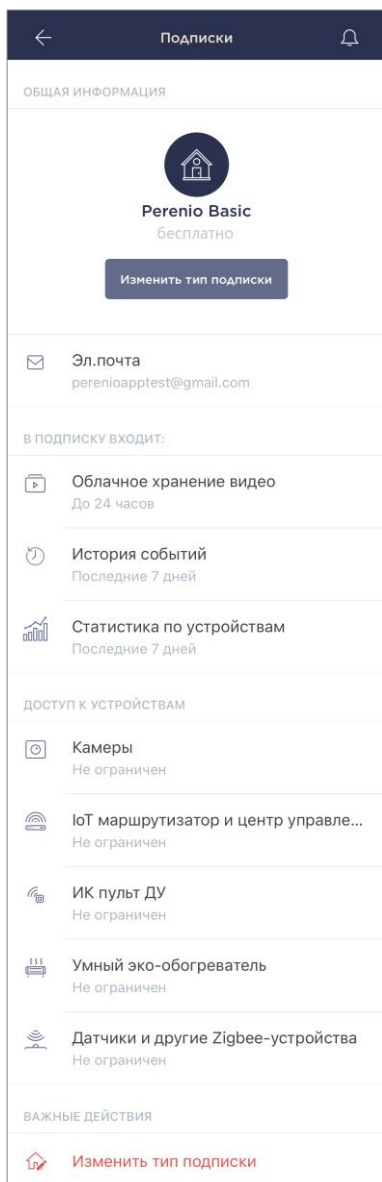 Подписки
ОБЩАЯ ИНФОРМАЦИЯ
Perenio Basic
бесплатно
Изменить тип подписки
Эл.почта
perenioapptest@gmail.com
В ПОДПИСКУ ВХОДИТ:
Облачное хранение видео
До 24 часов
История событий
Последние 7 дней
Статистика по устройствам
Последние 7 дней
ДОСТУП К УСТРОЙСТВАМ
Камеры
Не ограничен
IoT маршрутизатор и центр управле...
Не ограничен
ИК пульт ДУ
Не ограничен
Умный эко-обогреватель
Не ограничен
Датчики и другие Zigbee-устройства
Не ограничен
ВАЖНЫЕ ДЕЙСТВИЯ
Изменить тип подписки